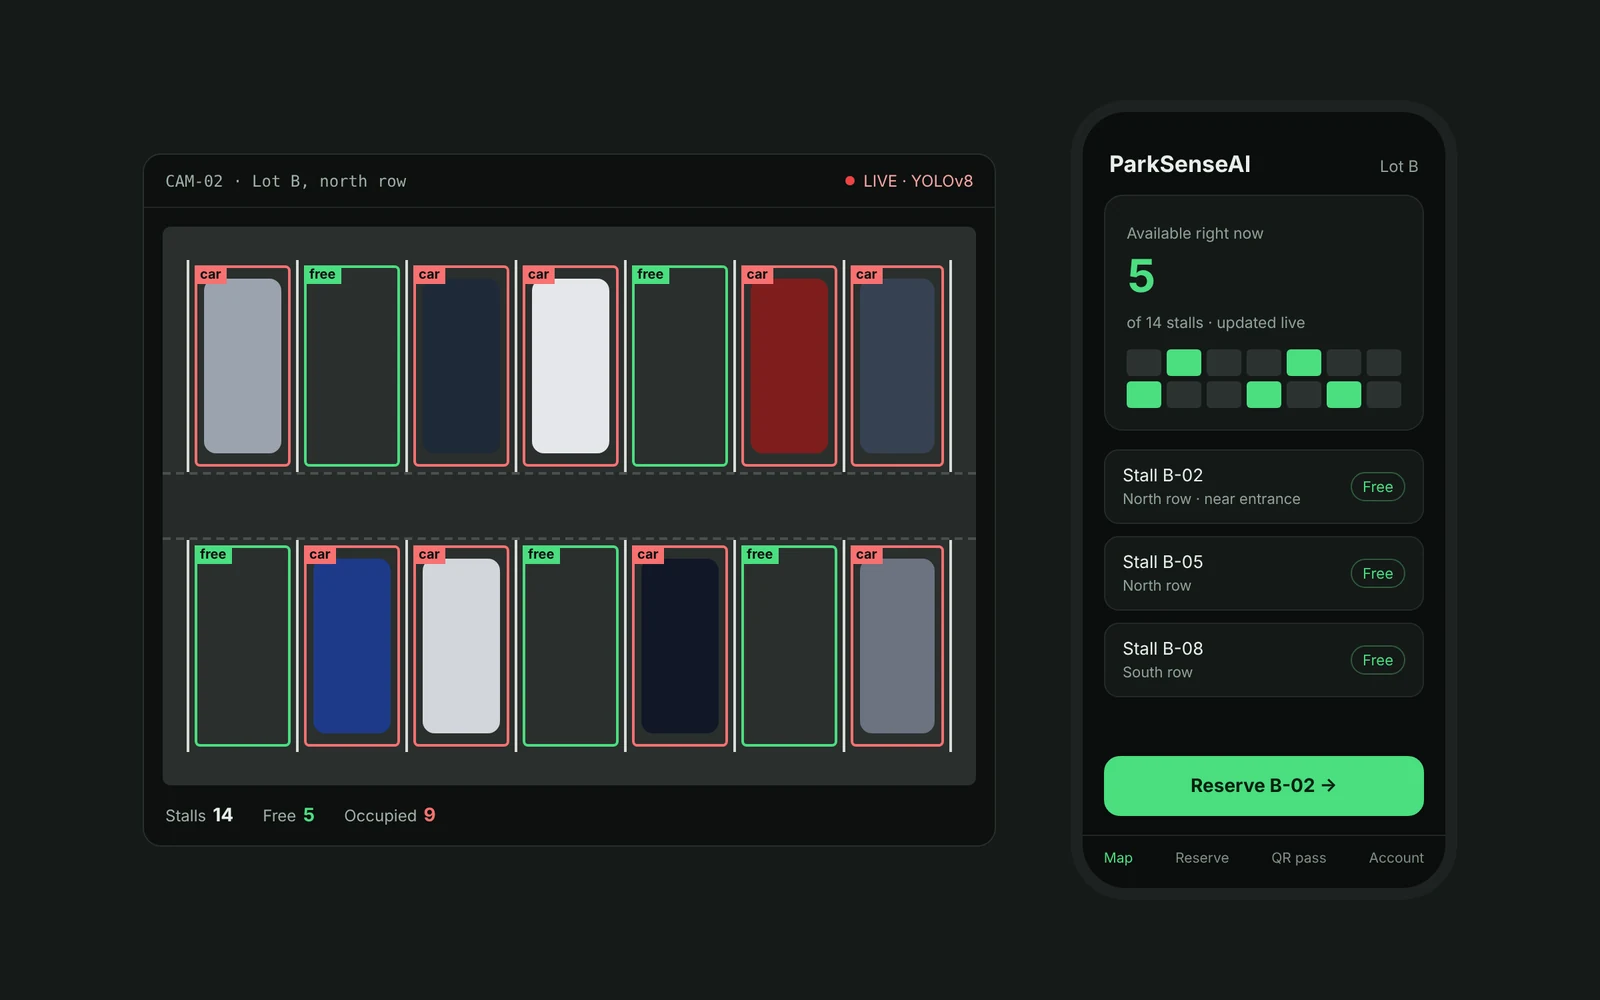 CAM-02 · Lot B, north row
LIVE · YOLOv8
car
free
car
car
free
car
car
free
car
car
free
car
free
car
Stalls 14
Free 5
Occupied 9
ParkSenseAI
Lot B
Available right now
5
of 14 stalls · updated live
Stall B-02
North row · near entrance
Free
Stall B-05
North row
Free
Stall B-08
South row
Free
Reserve B-02 →
Map
Reserve
QR pass
Account